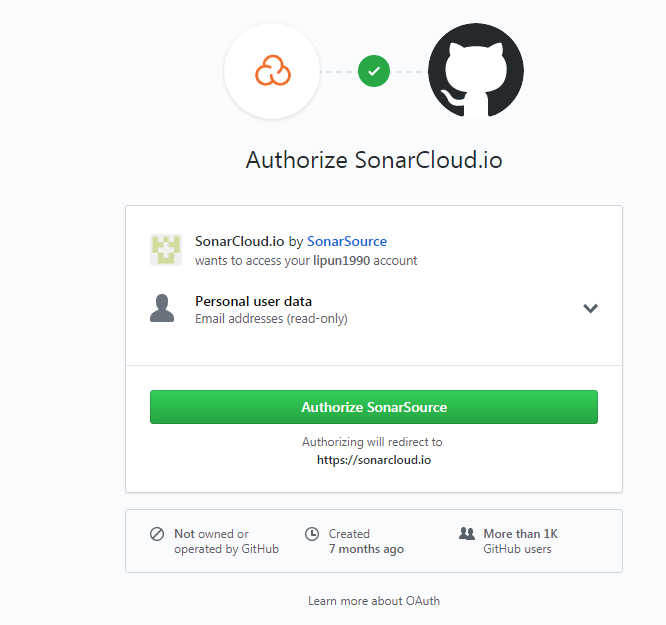 Authorize SonarCloud.io
SonarCloud.io by SonarSource
wants to access your lipun1990 account
Personal user data
Email addresses (read-only)
Authorize SonarSource
Authorizing will redirect to
https://sonarcloud.io
Not owned or
operated by GitHub
Created
7 months ago
More than 1K
GitHub users
Learn more about OAuth